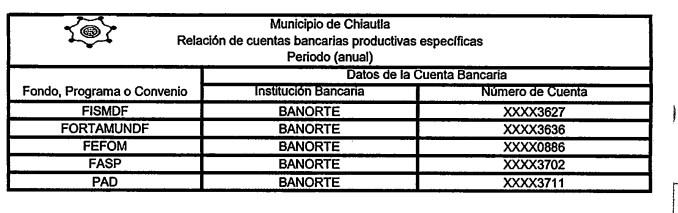 Municipio de Chiautla
Relación de cuentas bancarias productivas específicas
Periodo (anual)
Datos de la Cuenta Bancaria
Fondo, Programa o Convenio Institución Bancaria Número de Cuenta
FISMDF BANORTE XXXX3627
FORTAMUNDF BANORTE XXXX3636
FEFOM BANORTE XXXX0886
FASP BANORTE XXXX3702
PAD BANORTE XXXX3711